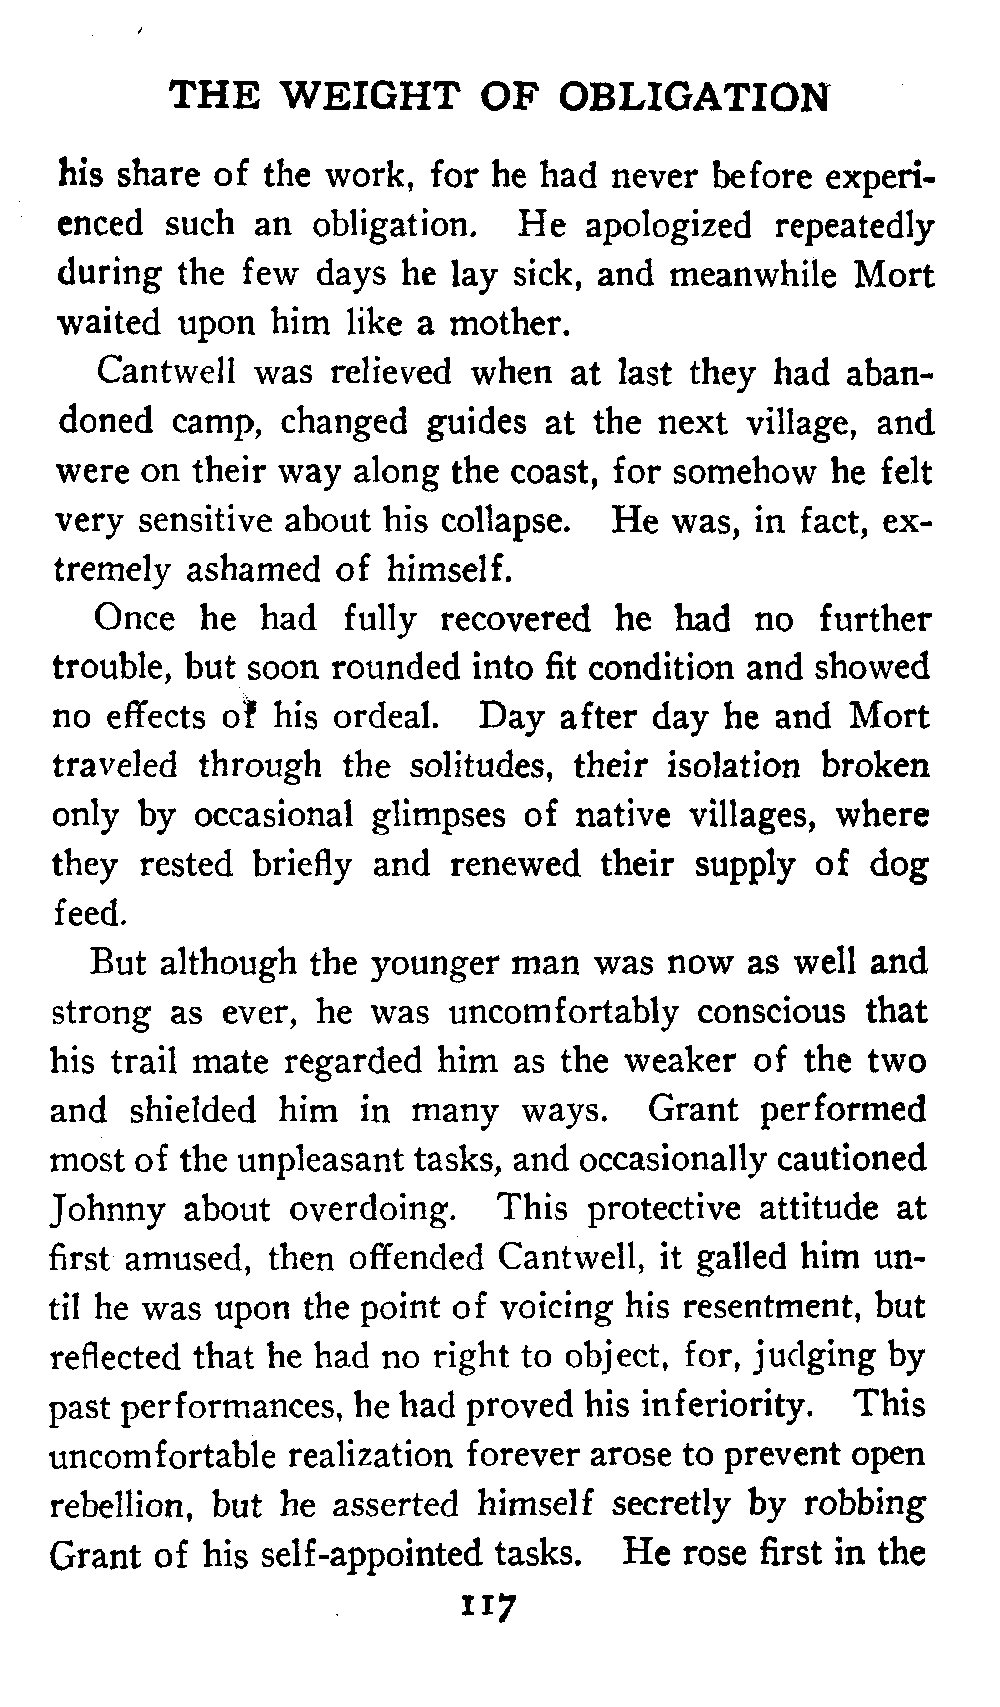 THE WEIGHT OF OBLIGATION
his share of the work, for he had never before experi-
enced such an obligation. He apologized repeatedly
during the few days he lay sick, and meanwhile Mort
waited upon him like a mother.
Cantwell was relieved when at last they had aban-
doned camp, changed guides at the next village, and
were on their way along the coast, for somehow he felt
very sensitive about his collapse. He was, in fact, ex-
tremely ashamed of himself.
Once he had fully recovered he had no further
trouble, but soon rounded into fit condition and showed
no effects of his ordeal. Day after day he and Mort
traveled through the solitudes, their isolation broken
only by occasional glimpses of native villages, where
they rested briefly and renewed their supply of dog
feed.
But although the younger man was now as well and
strong as ever, he was uncomfortably conscious that
his trail mate regarded him as the weaker of the two
and shielded him in many ways. Grant performed
most of the unpleasant tasks, and occasionally cautioned
Johnny about overdoing. This protective attitude at
first amused, then offended Cantwell, it galled him un-
til he was upon the point of voicing his resentment, but
reflected that he had no right to object, for, judging by
past performances, he had proved his inferiority. This
uncomfortable realization forever arose to prevent open
rebellion, but he asserted himself secretly by robbing
Grant of his self-appointed tasks. He rose first in the
117